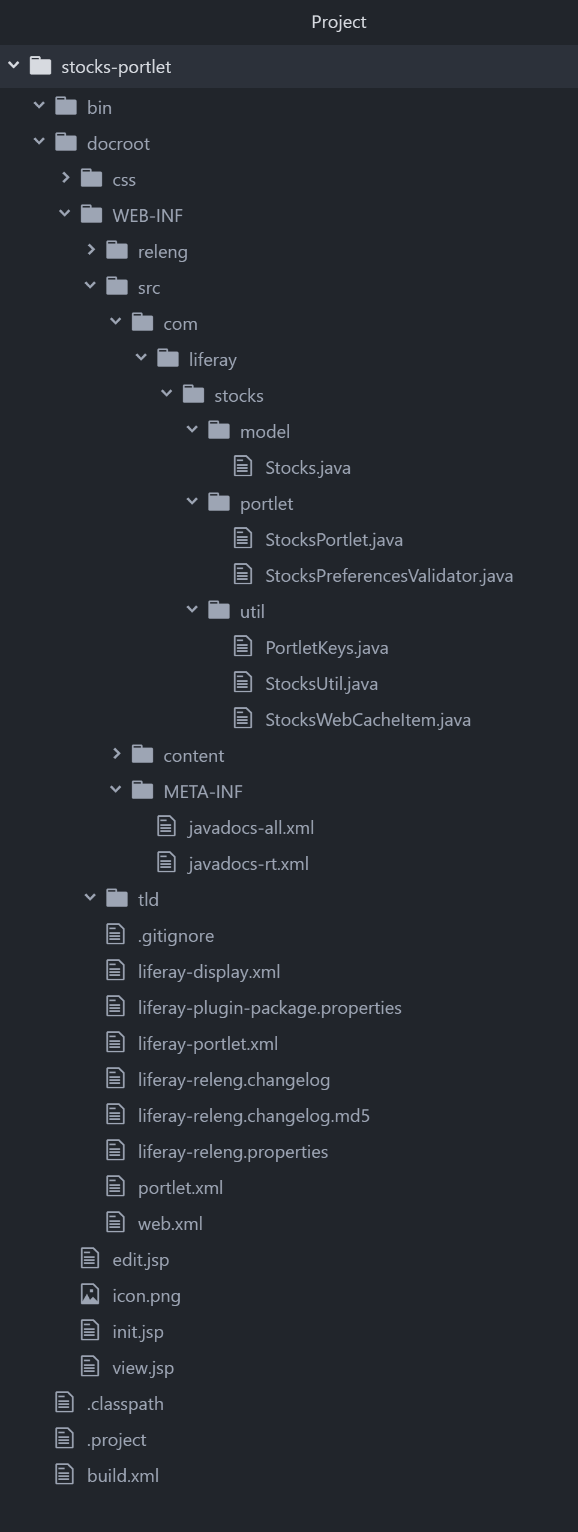 Project
stocks-portlet
bin
docroot
css
WEB-INF
releng
src
com
liferay
stocks
model
Stocks.java
portlet
StocksPortlet.java
StocksPreferencesValidator.java
util
PortletKeys.java
StocksUtil.java
StocksWebCacheItem.java
content
META-INF
javadocs-all.xml
javadocs-rt.xml
tld
.gitignore
liferay-display.xml
liferay-plugin-package.properties
liferay-portlet.xml
liferay-releng.changelog
liferay-releng.changelog.md5
liferay-releng.properties
portlet.xml
web.xml
edit.jsp
icon.png
init.jsp
view.jsp
.classpath
.project
build.xml